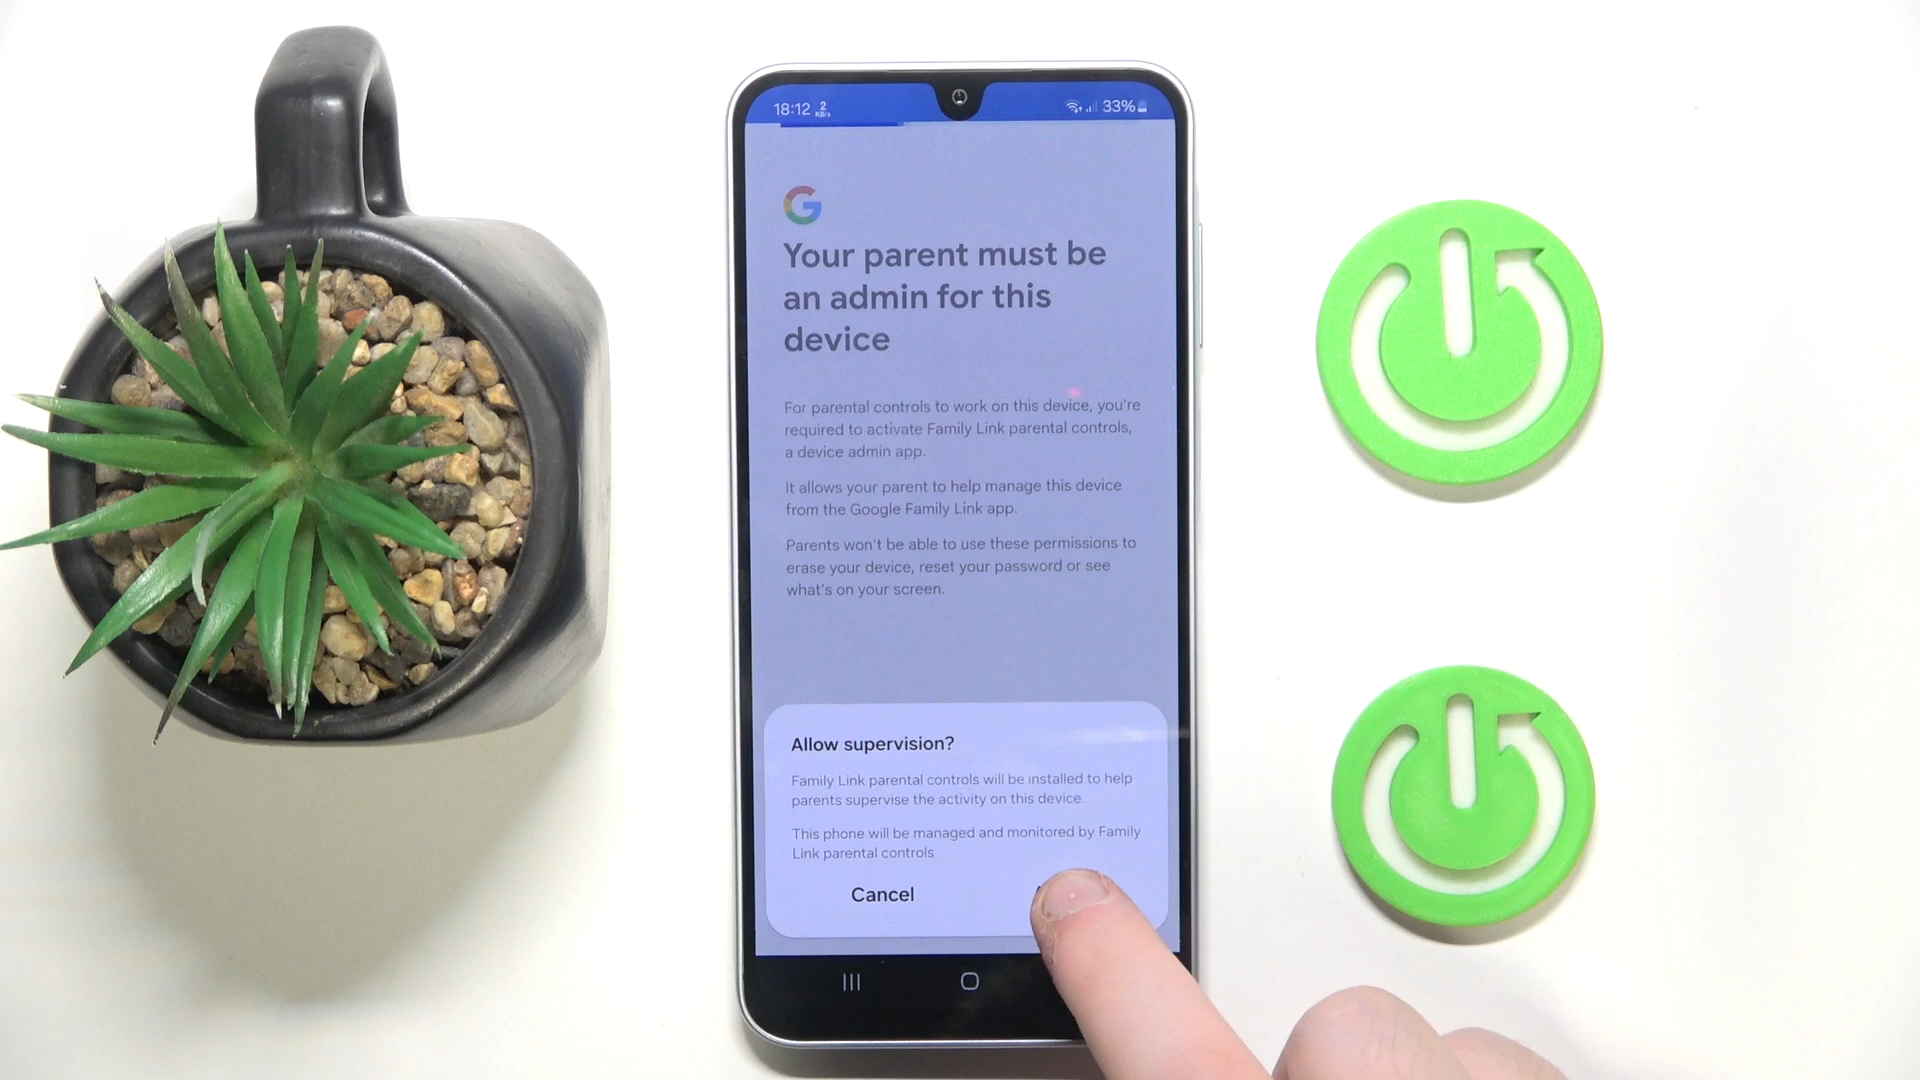 18:12 2 KB/s 33%
G
Your parent must be
an admin for this
device
For parental controls to work on this device, you're
required to activate Family Link parental controls,
a device admin app.
It allows your parent to help manage this device
from the Google Family Link app.
Parents won't be able to use these permissions to
erase your device, reset your password or see
what's on your screen.
Allow supervision?
Family Link parental controls will be installed to help
parents supervise the activity on this device.
This phone will be managed and monitored by Family
Link parental controls
Cancel